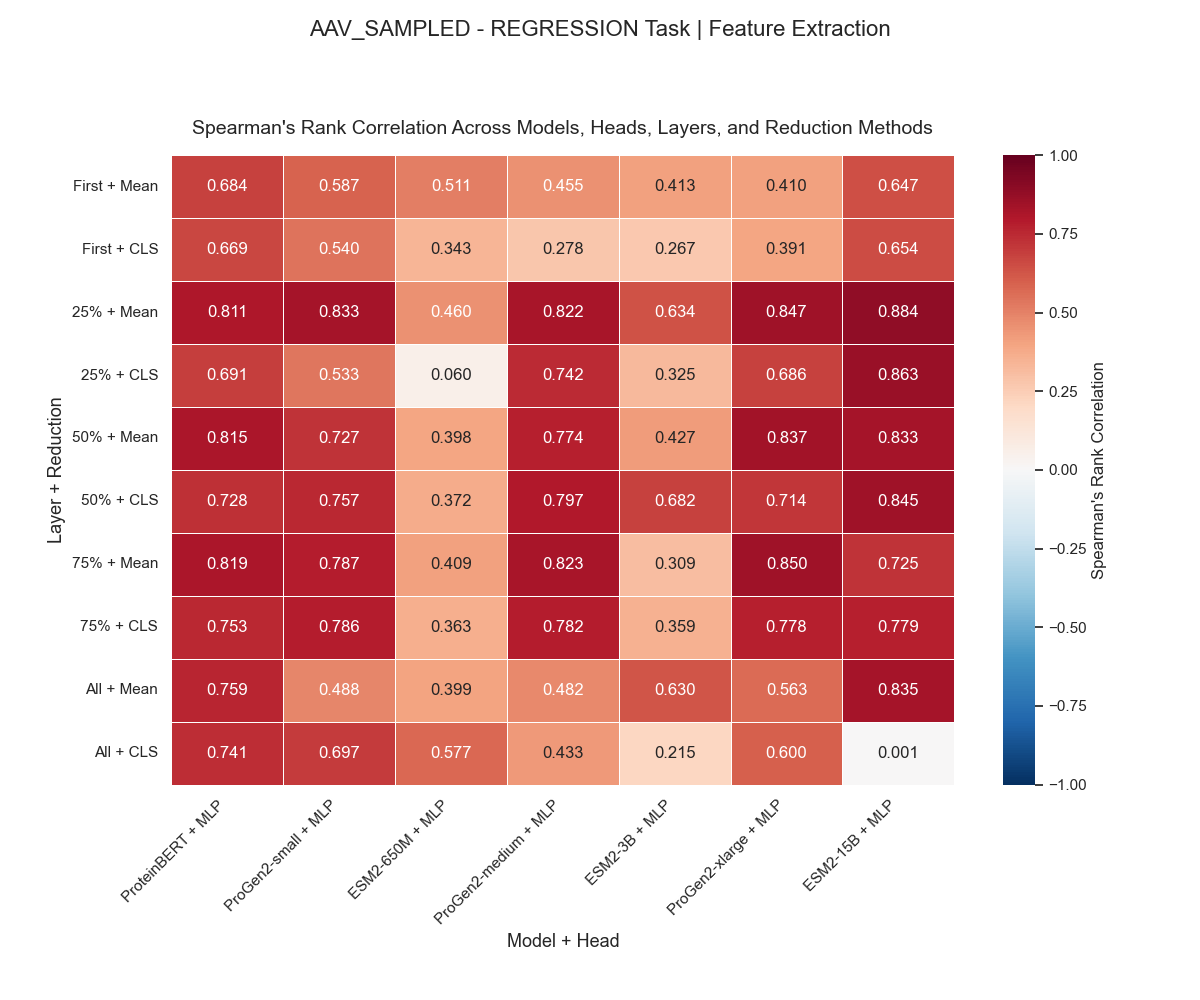 AAV_SAMPLED - REGRESSION Task | Feature Extraction
Spearman's Rank Correlation Across Models, Heads, Layers, and Reduction Methods
Layer + Reduction
First + Mean 0.684 0.587 0.511 0.455 0.413 0.410 0.647
First + CLS 0.669 0.540 0.343 0.278 0.267 0.391 0.654
25% + Mean 0.811 0.833 0.460 0.822 0.634 0.847 0.884
25% + CLS 0.691 0.533 0.060 0.742 0.325 0.686 0.863
50% + Mean 0.815 0.727 0.398 0.774 0.427 0.837 0.833
50% + CLS 0.728 0.757 0.372 0.797 0.682 0.714 0.845
75% + Mean 0.819 0.787 0.409 0.823 0.309 0.850 0.725
75% + CLS 0.753 0.786 0.363 0.782 0.359 0.778 0.779
All + Mean 0.759 0.488 0.399 0.482 0.630 0.563 0.835
All + CLS 0.741 0.697 0.577 0.433 0.215 0.600 0.001
ProteinBERT + MLP
ProGen2-small + MLP
ESM2-650M + MLP
ProGen2-medium + MLP
ESM2-3B + MLP
ProGen2-xlarge + MLP
ESM2-15B + MLP
Model + Head
1.00
0.75
0.50
0.25
0.00
−0.25
−0.50
−0.75
−1.00
Spearman's Rank Correlation